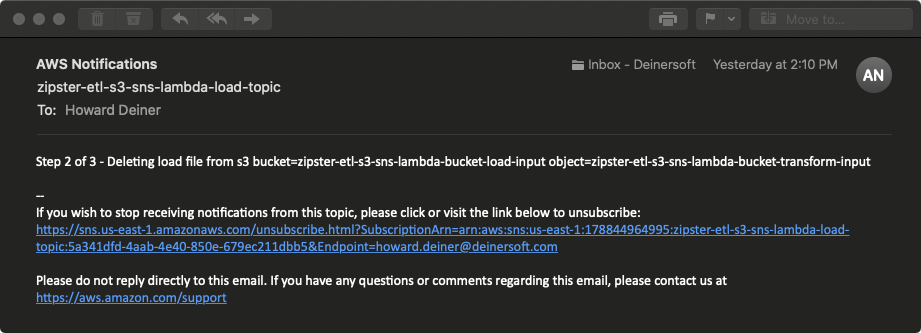 Move to...
AWS Notifications
Inbox - Deinersoft
Yesterday at 2:10 PM
AN
zipster-etl-s3-sns-lambda-load-topic
To: Howard Deiner
Step 2 of 3 - Deleting load file from s3 bucket=zipster-etl-s3-sns-lambda-bucket-load-input object=zipster-etl-s3-sns-lambda-bucket-transform-input
--
If you wish to stop receiving notifications from this topic, please click or visit the link below to unsubscribe:
https://sns.us-east-1.amazonaws.com/unsubscribe.html?SubscriptionArn=arn:aws:sns:us-east-1:178844964995:zipster-etl-s3-sns-lambda-load-
topic:5a341dfd-4aab-4e40-850e-679ec211dbb5&Endpoint=howard.deiner@deinersoft.com
Please do not reply directly to this email. If you have any questions or comments regarding this email, please contact us at
https://aws.amazon.com/support